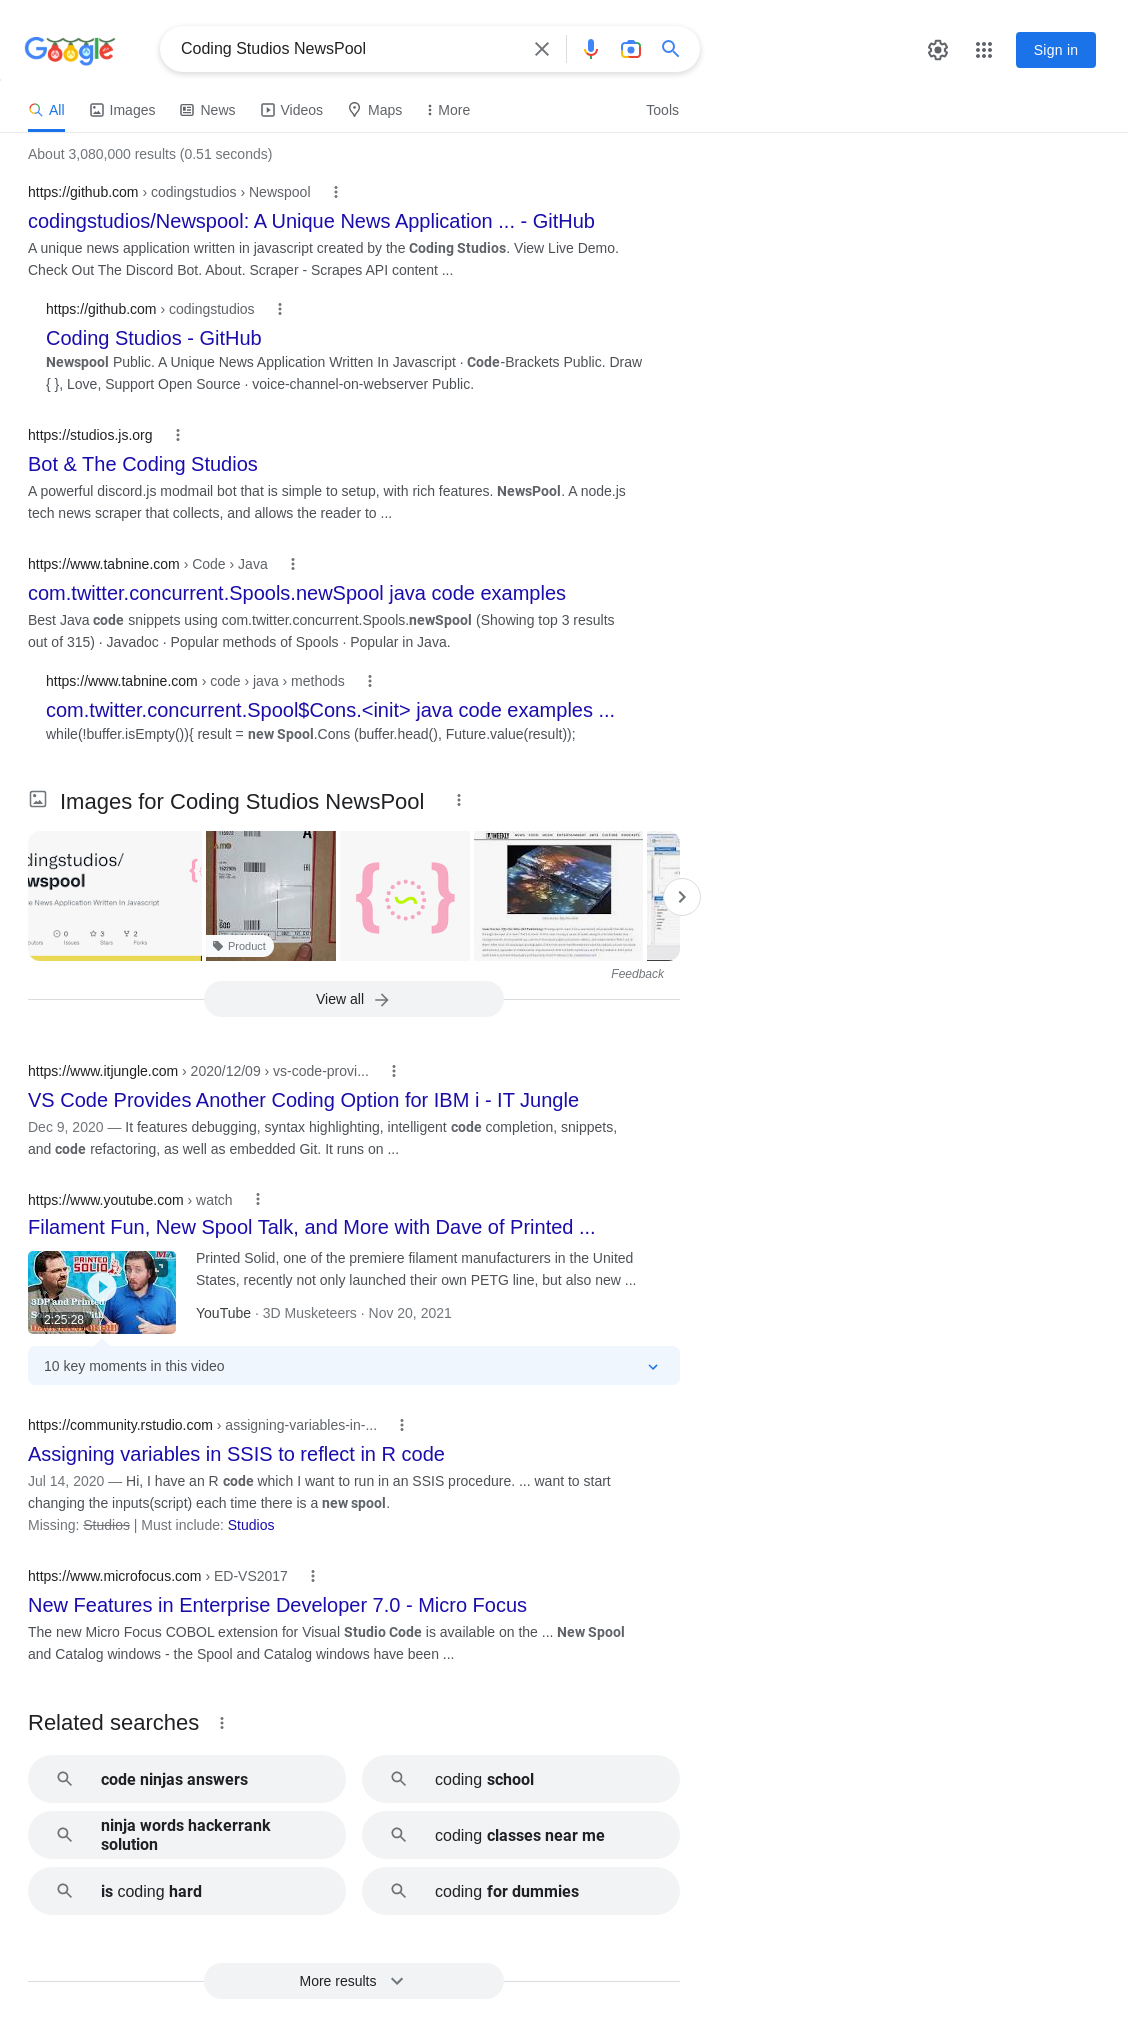 Google
Coding Studios NewsPool
Sign in
All
Images
News
Videos
Maps
More
Tools
About 3,080,000 results (0.51 seconds)
https://github.com › codingstudios › Newspool
codingstudios/Newspool: A Unique News Application ... - GitHub
A unique news application written in javascript created by the Coding Studios. View Live Demo.
Check Out The Discord Bot. About. Scraper - Scrapes API content ...
https://github.com › codingstudios
Coding Studios - GitHub
Newspool Public. A Unique News Application Written In Javascript · Code-Brackets Public. Draw
{ }, Love, Support Open Source · voice-channel-on-webserver Public.
https://studios.js.org
Bot & The Coding Studios
A powerful discord.js modmail bot that is simple to setup, with rich features. NewsPool. A node.js
tech news scraper that collects, and allows the reader to ...
https://www.tabnine.com › Code › Java
com.twitter.concurrent.Spools.newSpool java code examples
Best Java code snippets using com.twitter.concurrent.Spools.newSpool (Showing top 3 results
out of 315) · Javadoc · Popular methods of Spools · Popular in Java.
https://www.tabnine.com › code › java › methods
com.twitter.concurrent.Spool$Cons.<init> java code examples ...
while(!buffer.isEmpty()){ result = new Spool.Cons (buffer.head(), Future.value(result));
Images for Coding Studios NewsPool
dingstudios/
wspool
e News Application Written In Javascript
0
3
2
Issues
Stars
Forks
Product
WEEKLY
Feedback
View all
https://www.itjungle.com › 2020/12/09 › vs-code-provi...
VS Code Provides Another Coding Option for IBM i - IT Jungle
Dec 9, 2020 — It features debugging, syntax highlighting, intelligent code completion, snippets,
and code refactoring, as well as embedded Git. It runs on ...
https://www.youtube.com › watch
Filament Fun, New Spool Talk, and More with Dave of Printed ...
PRINTED
SOLID
3DP and Printed
2:25:28
Printed Solid, one of the premiere filament manufacturers in the United
States, recently not only launched their own PETG line, but also new ...
YouTube · 3D Musketeers · Nov 20, 2021
10 key moments in this video
https://community.rstudio.com › assigning-variables-in-...
Assigning variables in SSIS to reflect in R code
Jul 14, 2020 — Hi, I have an R code which I want to run in an SSIS procedure. ... want to start
changing the inputs(script) each time there is a new spool.
Missing: Studios | Must include: Studios
https://www.microfocus.com › ED-VS2017
New Features in Enterprise Developer 7.0 - Micro Focus
The new Micro Focus COBOL extension for Visual Studio Code is available on the ... New Spool
and Catalog windows - the Spool and Catalog windows have been ...
Related searches
code ninjas answers
coding school
ninja words hackerrank
solution
coding classes near me
is coding hard
coding for dummies
More results